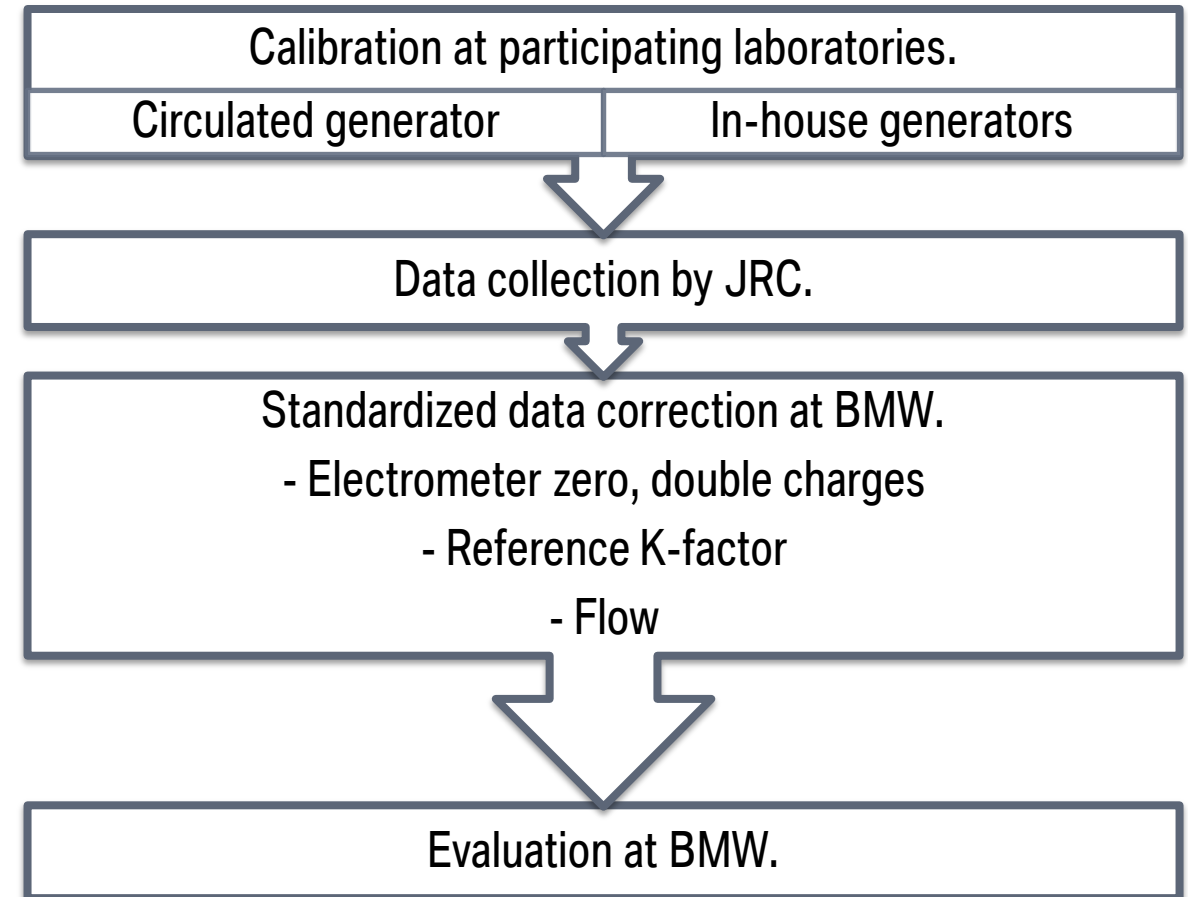 Calibration at participating laboratories.
Circulated generator
In-house generators
Data collection by JRC.
Standardized data correction at BMW.
- Electrometer zero, double charges
- Reference K-factor
- Flow
Evaluation at BMW.